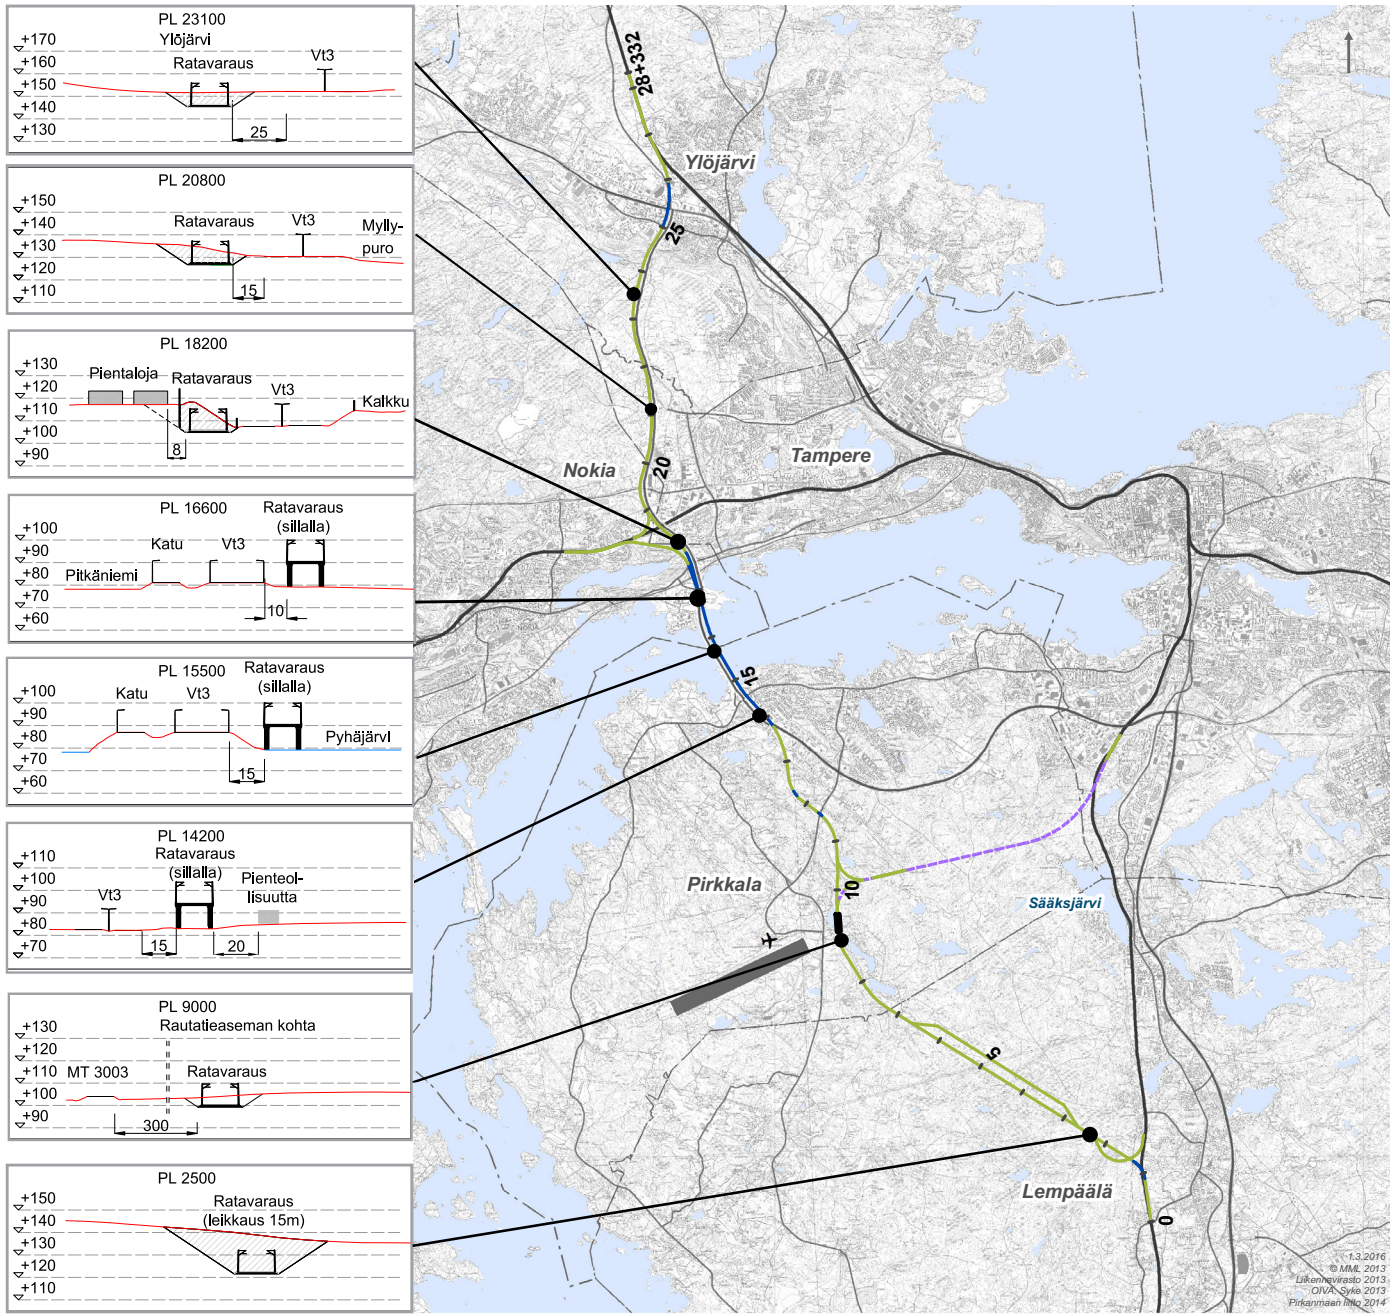 PL 23100
Ylöjärvi
Ratavaraus
Vt3
+170
+160
+150
+140
+130
25
PL 20800
Ratavaraus
Vt3
Mylly-
puro
+150
+140
+130
+120
+110
15
PL 18200
Pientaloja
Ratavaraus
Vt3
Kalkku
+130
+120
+110
+100
+90
8
PL 16600
Ratavaraus
(sillalla)
Katu
Vt3
Pitkäniemi
+100
+90
+80
+70
+60
10
PL 15500
Ratavaraus
(sillalla)
Katu
Vt3
Pyhäjärvi
+100
+90
+80
+70
+60
15
PL 14200
Ratavaraus
(sillalla)
Pienteol-
lisuutta
Vt3
+110
+100
+90
+80
+70
15
20
PL 9000
Rautatieaseman kohta
MT 3003
Ratavaraus
+130
+120
+110
+100
+90
300
PL 2500
Ratavaraus
(leikkaus 15m)
+150
+140
+130
+120
+110
28+332
Ylöjärvi
25
Nokia
20
Tampere
15
Pirkkala
10
Sääksjärvi
5
Lempäälä
0
1.3.2016
© MML 2013
Liikennevirasto 2013
OIVA, Syke 2013
Pirkanmaan liitto 2014